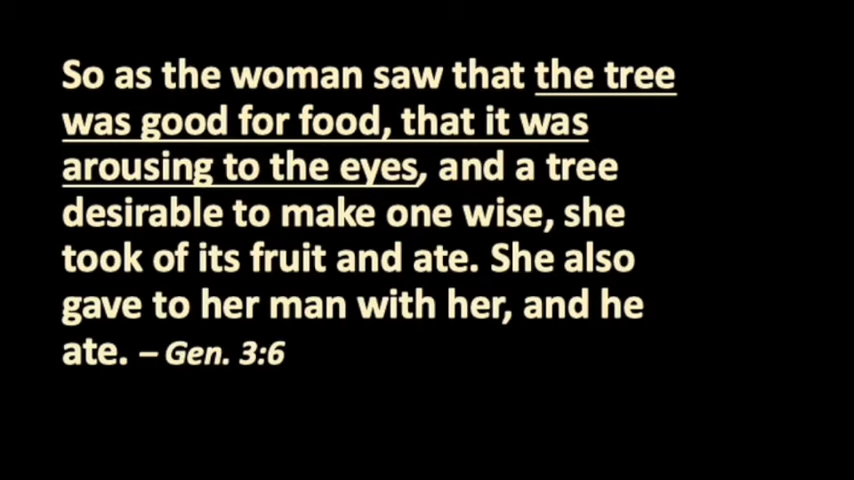 So as the woman saw that the tree
was good for food, that it was
arousing to the eyes, and a tree
desirable to make one wise, she
took of its fruit and ate. She also
gave to her man with her, and he
ate. – Gen. 3:6